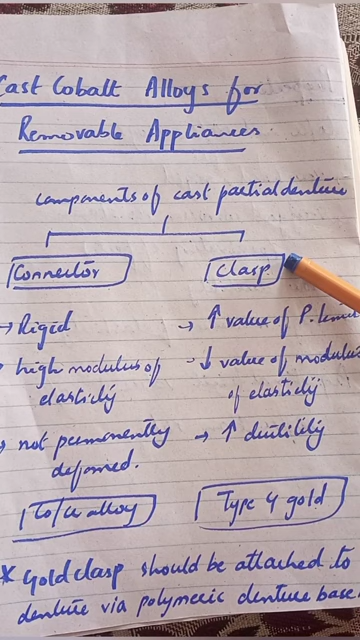 Cast Cobalt Alloys for
Removable Appliances
components of cast partial denture
Connector
Clasp
→ Rigid
→ ↑ value of P. limit
high modulus of
elasticity
→ ↓ value of modulus
of elasticity
→ not permanently
deformed.
→ ↑ ductility
Co/Cr alloy
Type 4 gold
* Gold clasp should be attached to
denture via polymeric denture base.